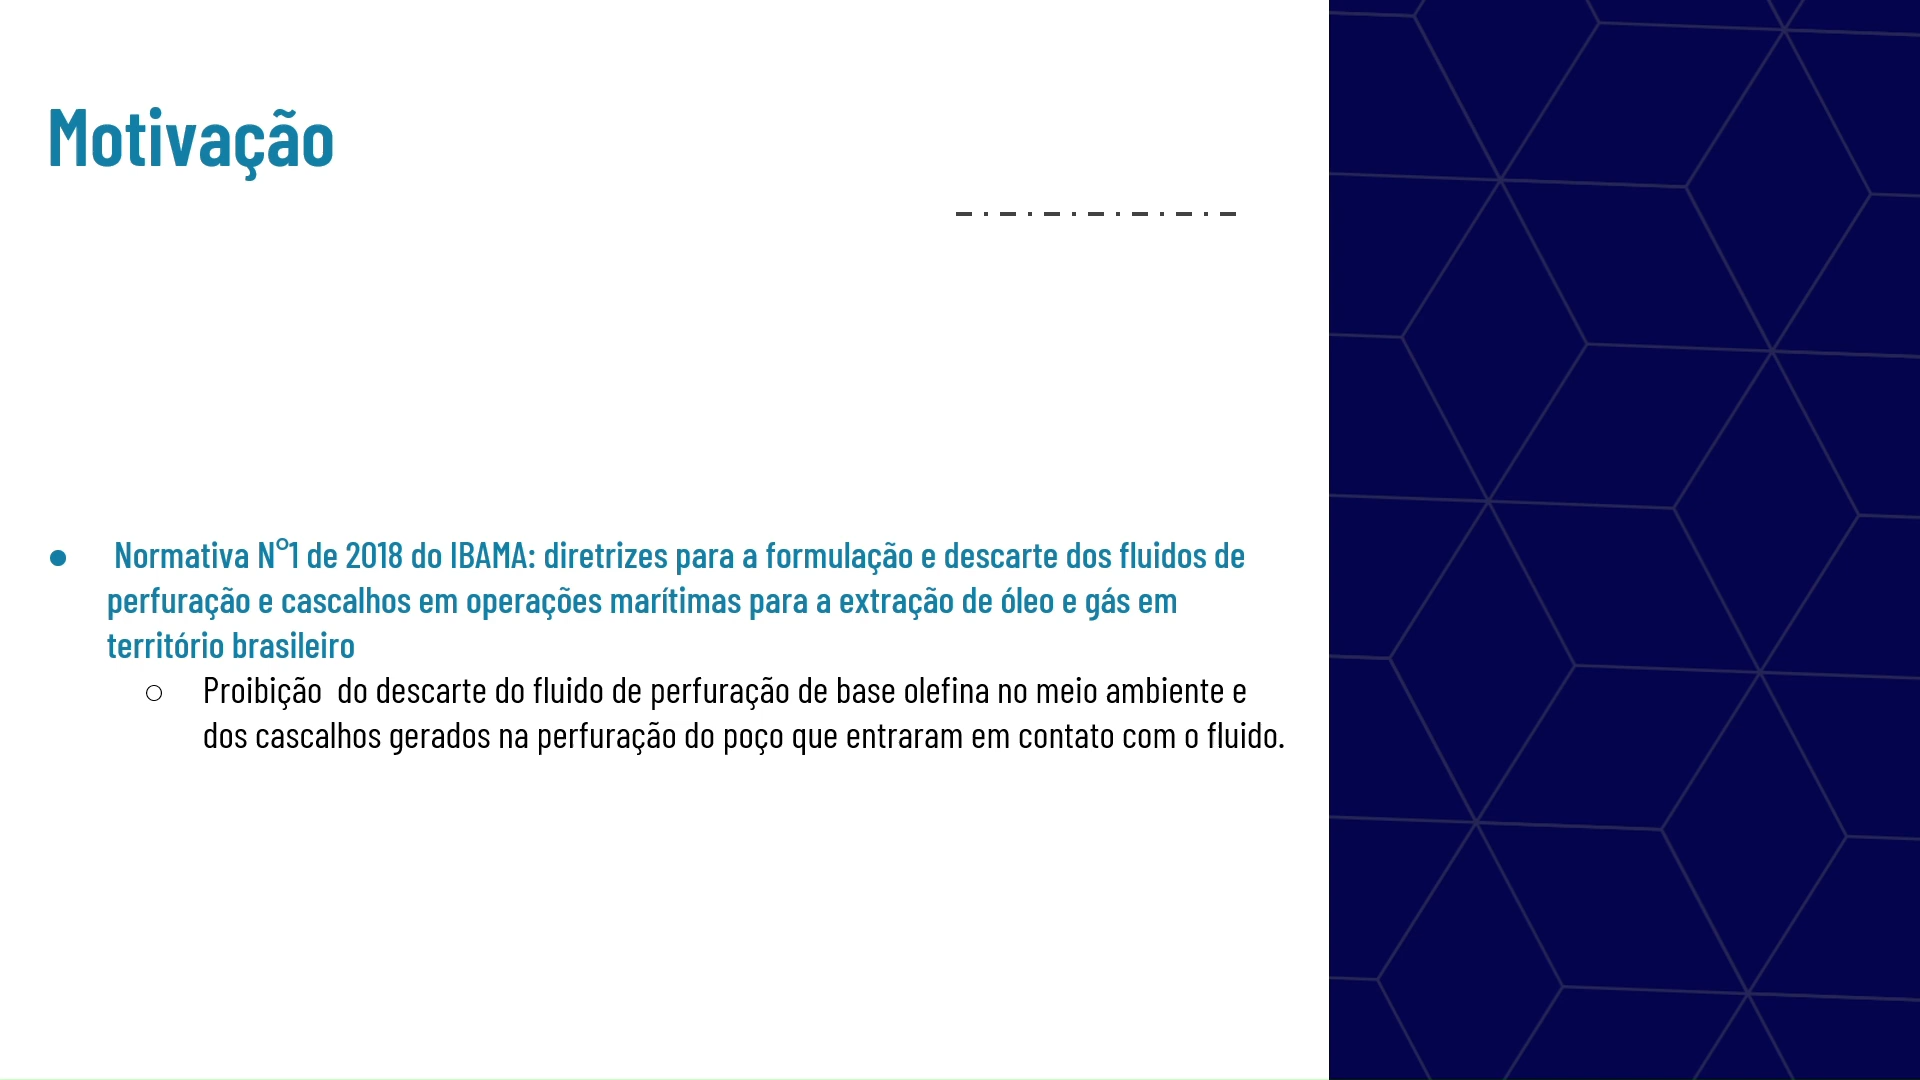 Motivação
● Normativa N°1 de 2018 do IBAMA: diretrizes para a formulação e descarte dos fluidos de
perfuração e cascalhos em operações marítimas para a extração de óleo e gás em
território brasileiro
○ Proibição  do descarte do fluido de perfuração de base olefina no meio ambiente e
dos cascalhos gerados na perfuração do poço que entraram em contato com o fluido.